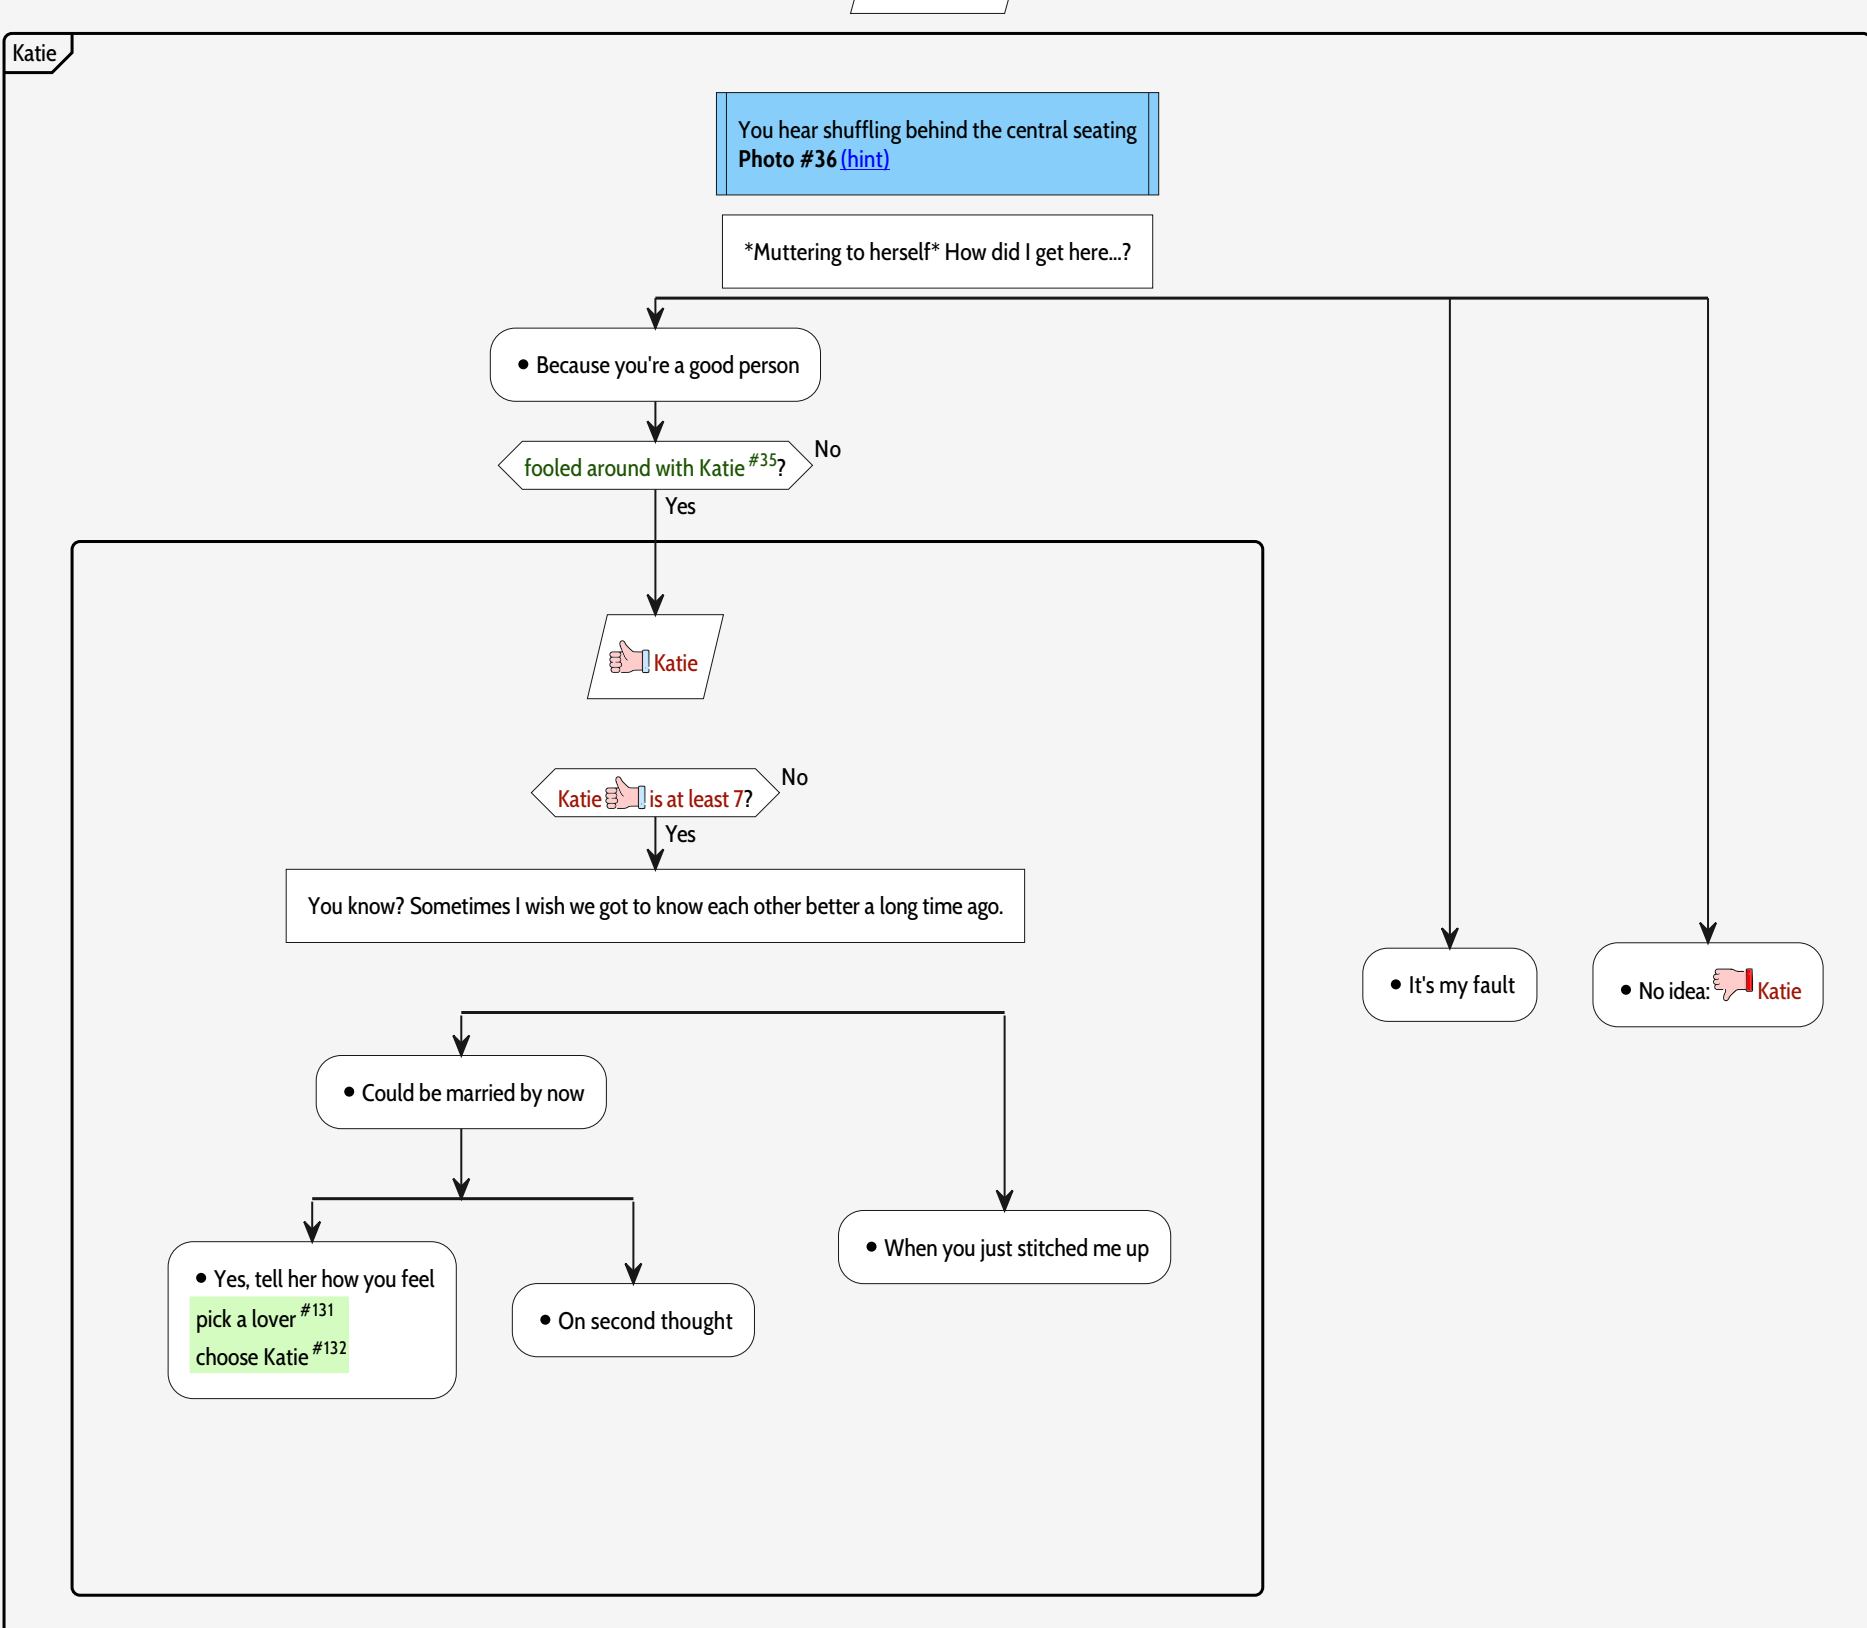 Katie
You hear shuffling behind the central seating
Photo #36 (hint)
*Muttering to herself* How did I get here...?
• Because you're a good person
fooled around with Katie #35?
No
Yes
Katie
Katie is at least 7?
No
Yes
You know? Sometimes I wish we got to know each other better a long time ago.
• It's my fault
• No idea: Katie
• Could be married by now
• When you just stitched me up
• Yes, tell her how you feel
pick a lover #131
choose Katie #132
• On second thought